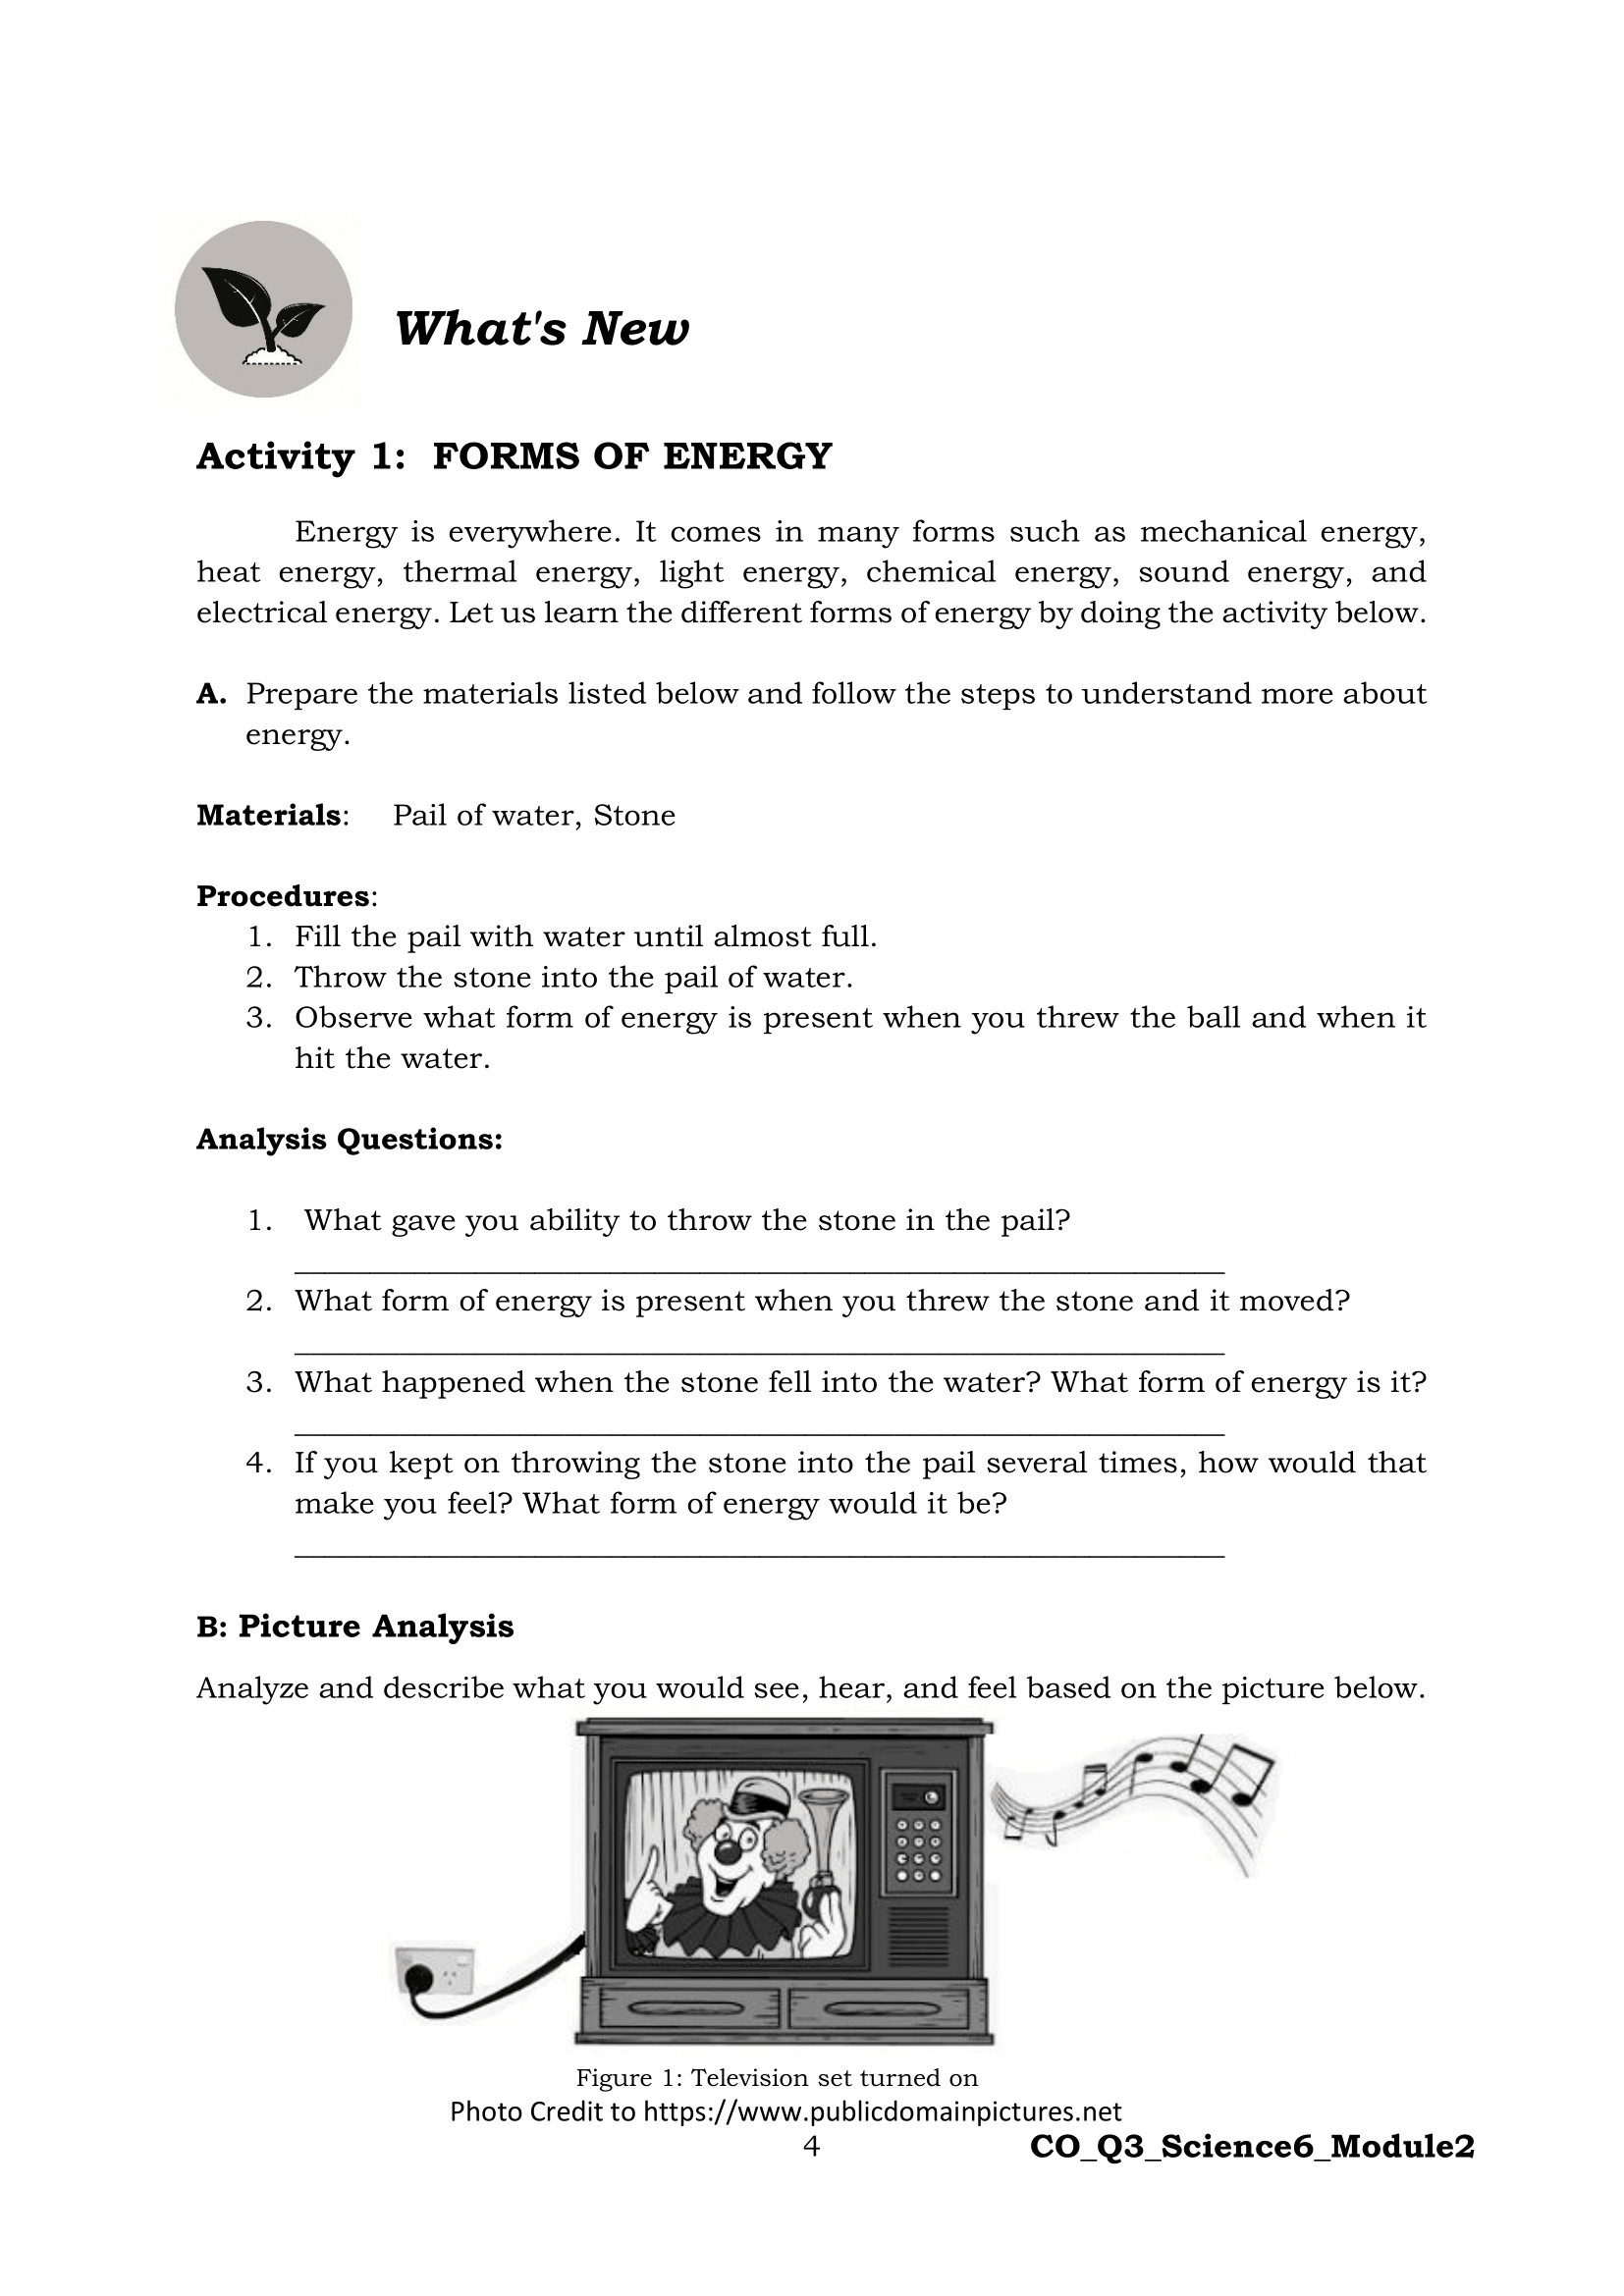 What's New
Activity 1: FORMS OF ENERGY
Energy is everywhere. It comes in many forms such as mechanical energy,
heat energy, thermal energy, light energy, chemical energy, sound energy, and
electrical energy. Let us learn the different forms of energy by doing the activity below.
A. Prepare the materials listed below and follow the steps to understand more about
energy.
Materials: Pail of water, Stone
Procedures:
1. Fill the pail with water until almost full.
2. Throw the stone into the pail of water.
3. Observe what form of energy is present when you threw the ball and when it
hit the water.
Analysis Questions:
1. What gave you ability to throw the stone in the pail?
______________________________________________________________
2. What form of energy is present when you threw the stone and it moved?
______________________________________________________________
3. What happened when the stone fell into the water? What form of energy is it?
______________________________________________________________
4. If you kept on throwing the stone into the pail several times, how would that
make you feel? What form of energy would it be?
______________________________________________________________
B: Picture Analysis
Analyze and describe what you would see, hear, and feel based on the picture below.
Figure 1: Television set turned on
Photo Credit to https://www.publicdomainpictures.net
4 CO_Q3_Science6_Module2